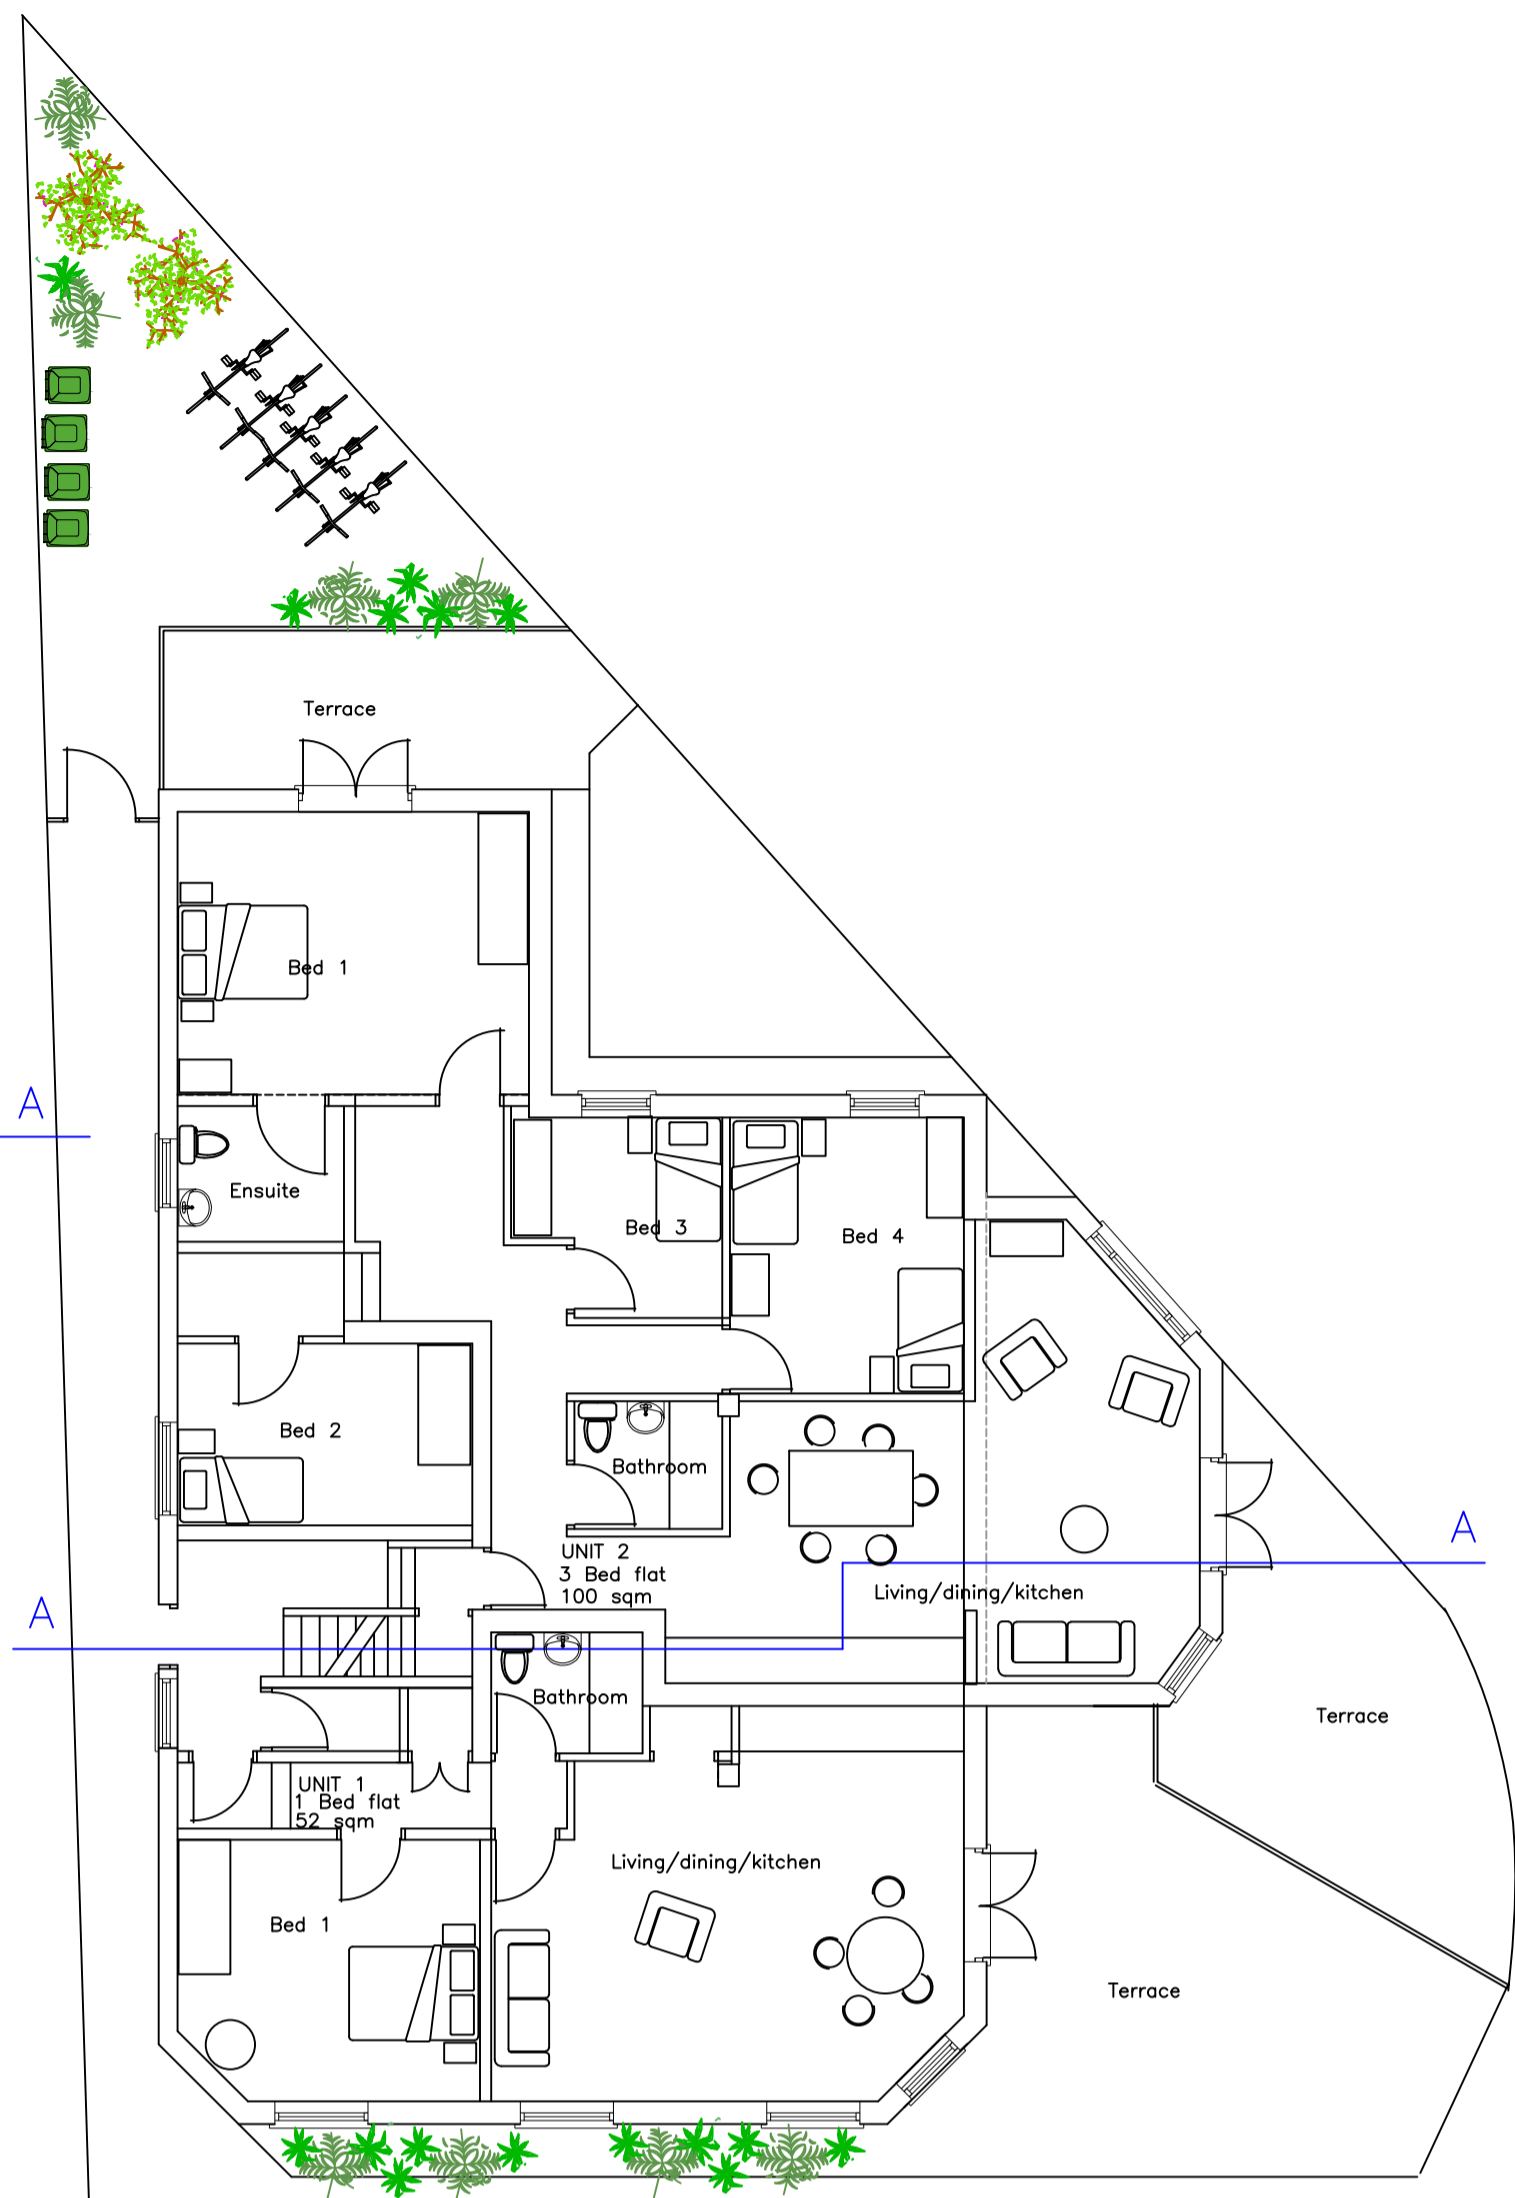 Terrace
Bed 1
A
Ensuite
Bed 3
Bed 4
Bed 2
Bathroom
A
UNIT 2
3 Bed flat
100 sqm
Living/dining/kitchen
A
Bathroom
Terrace
UNIT 1
1 Bed flat
52 sqm
Living/dining/kitchen
Bed 1
Terrace